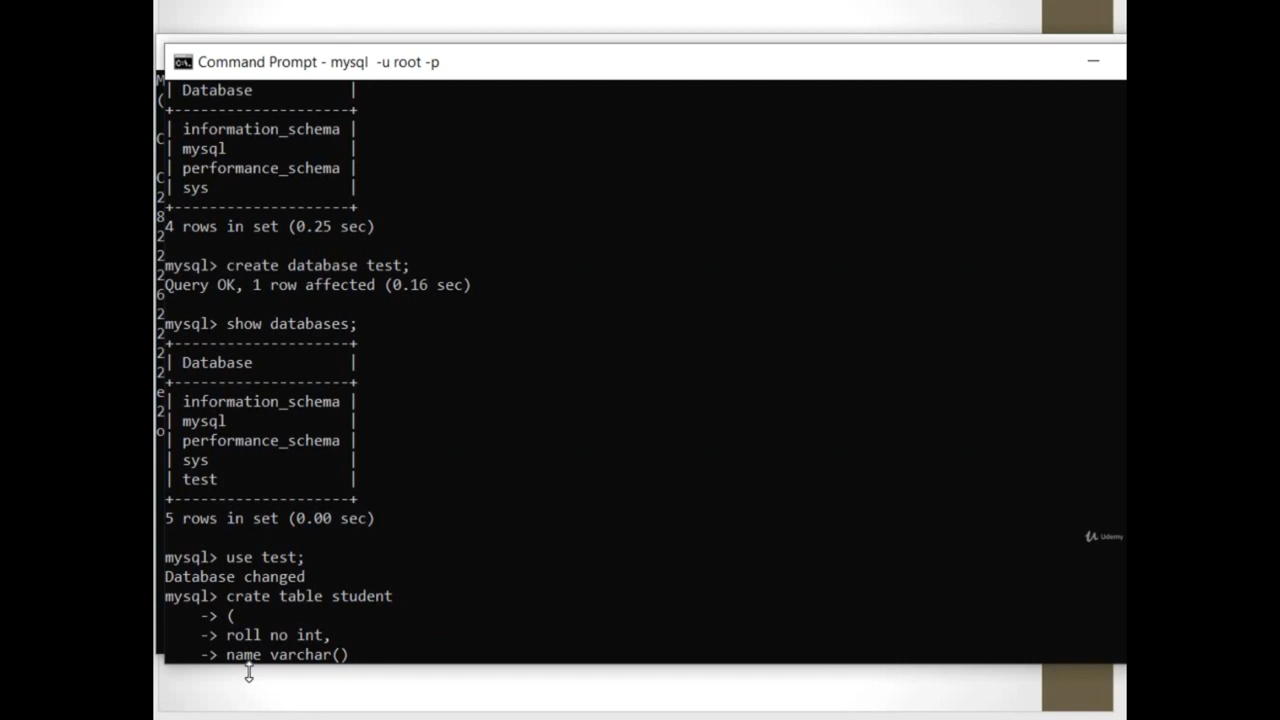 Command Prompt - mysql  -u root -p
| Database           |
+--------------------+
| information_schema |
| mysql              |
| performance_schema |
| sys                |
+--------------------+
4 rows in set (0.25 sec)
mysql> create database test;
Query OK, 1 row affected (0.16 sec)
mysql> show databases;
+--------------------+
| Database           |
+--------------------+
| information_schema |
| mysql              |
| performance_schema |
| sys                |
| test               |
+--------------------+
5 rows in set (0.00 sec)
mysql> use test;
Database changed
mysql> crate table student
    -> (
    -> roll no int,
    -> name varchar()
Udemy